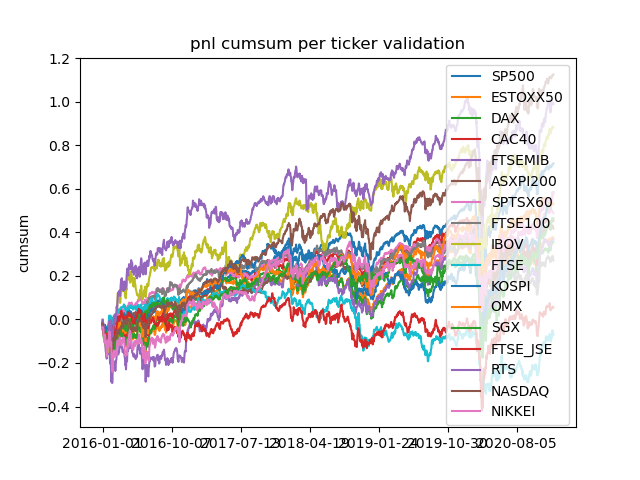 pnl cumsum per ticker validation
1.2
1.0
0.8
0.6
0.4
0.2
0.0
−0.2
−0.4
cumsum
SP500
ESTOXX50
DAX
CAC40
FTSEMIB
ASXPI200
SPTSX60
FTSE100
IBOV
FTSE
KOSPI
OMX
SGX
FTSE_JSE
RTS
NASDAQ
NIKKEI
2016-01-01 2016-10-07 2017-07-13 2018-04-19 2019-01-24 2019-10-30 2020-08-05